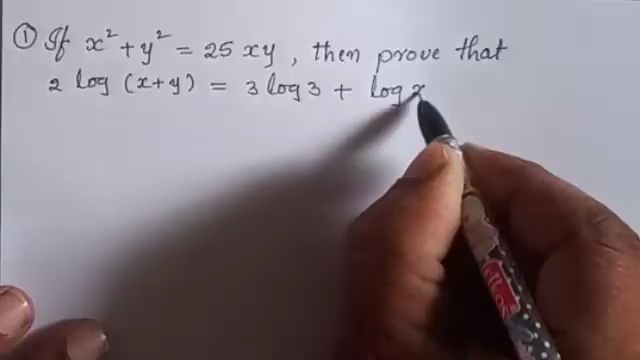 ① If x² + y² = 25 xy, then prove that
2 log (x+y) = 3 log 3 + log x